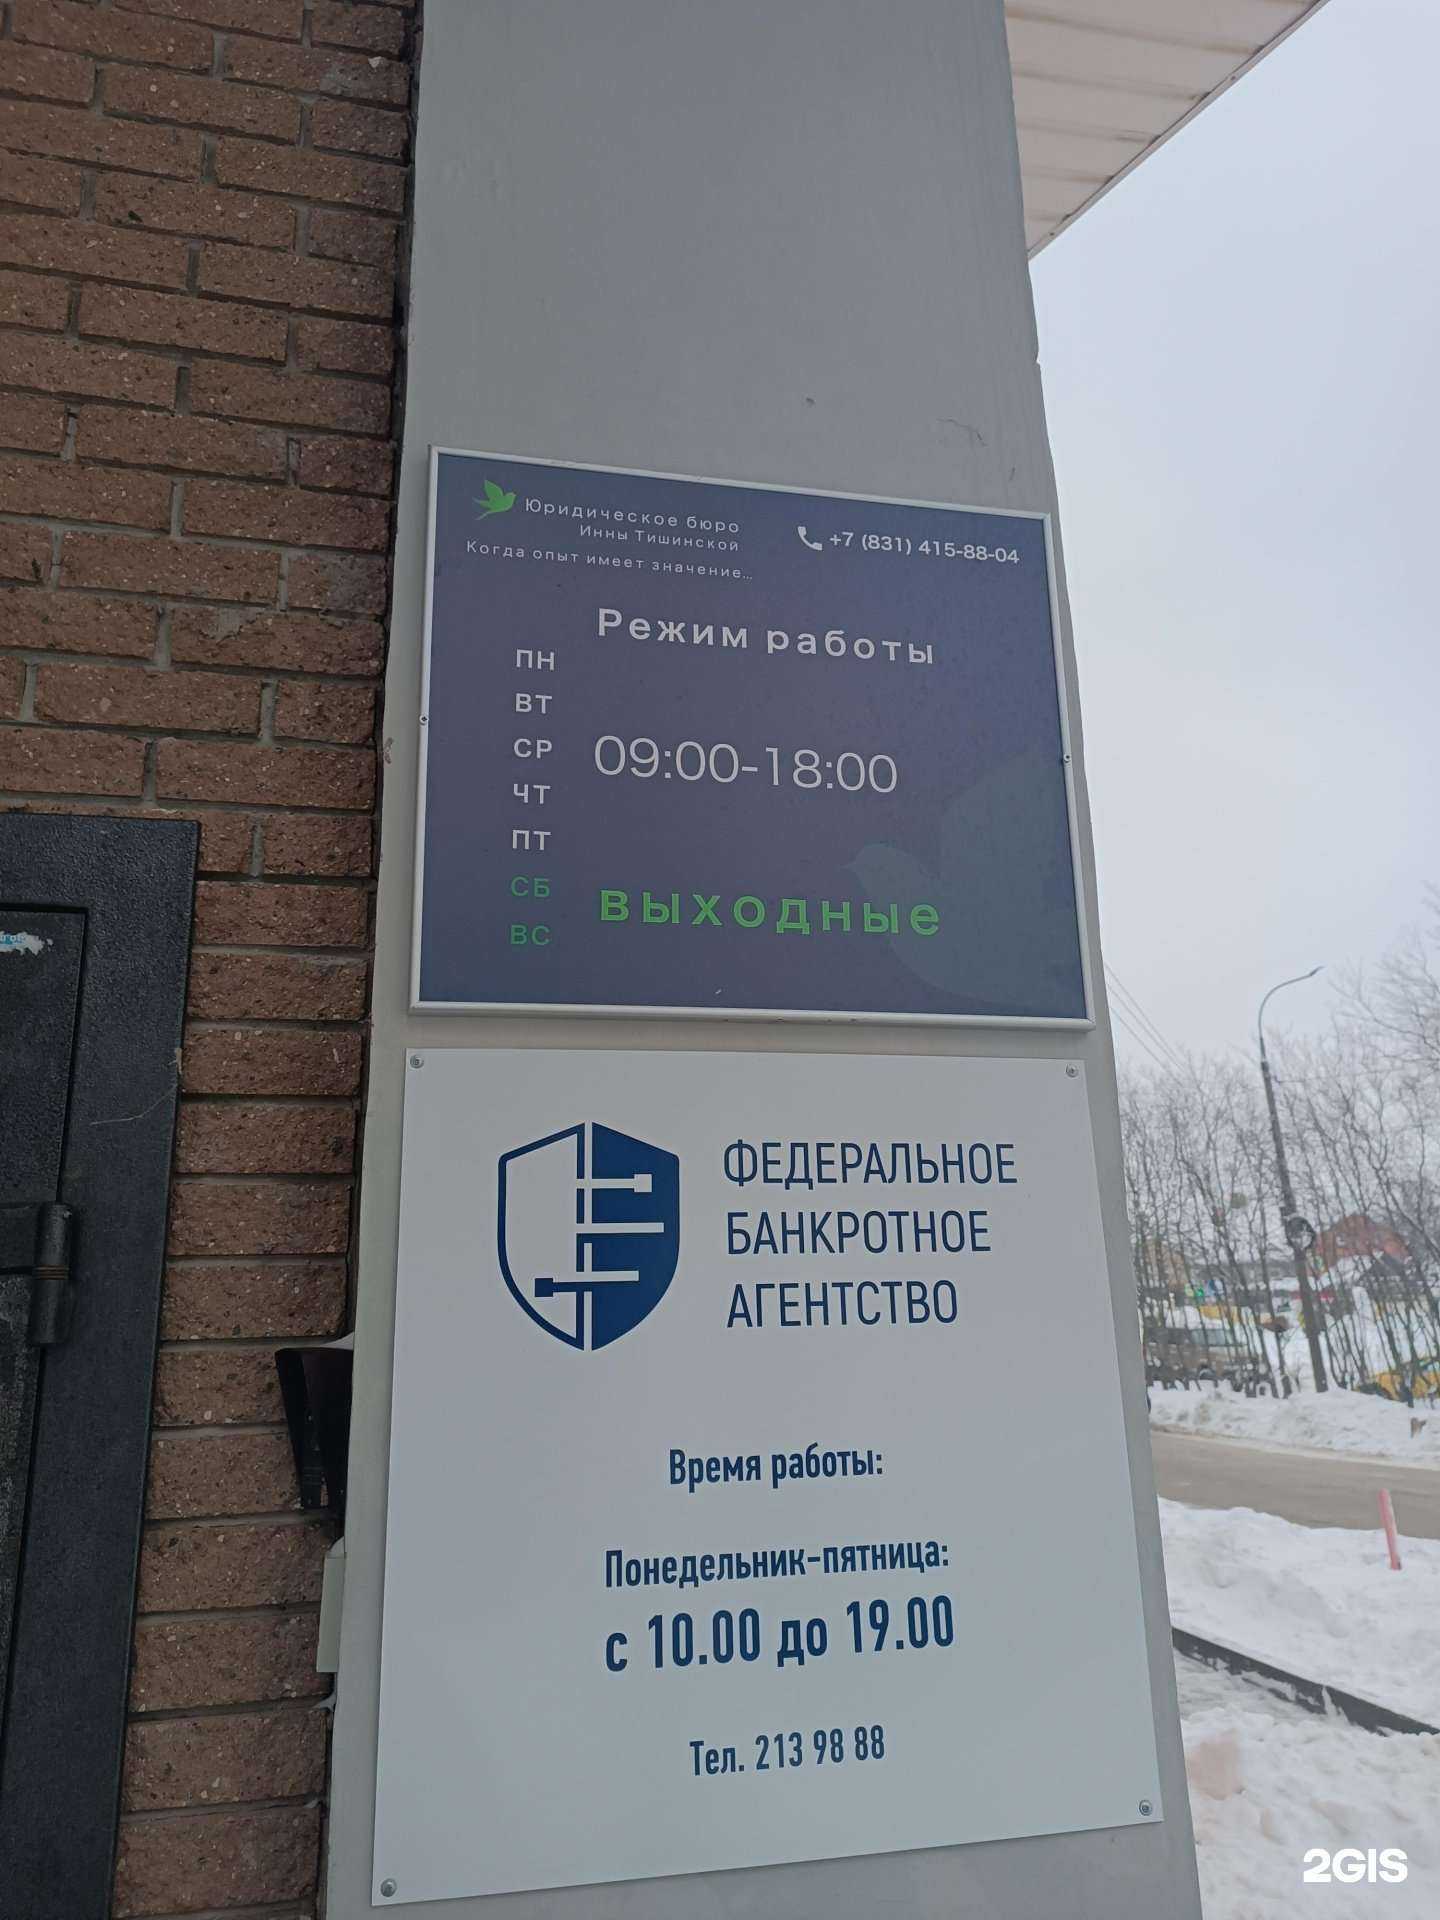 Юридическое бюро
Инны Тишинской
Когда опыт имеет значение...
+7 (831) 415-88-04
Режим работы
ПН
ВТ
СР
ЧТ
ПТ
09:00-18:00
СБ
ВС
выходные
ФЕДЕРАЛЬНОЕ
БАНКРОТНОЕ
АГЕНТСТВО
Время работы:
Понедельник-пятница:
с 10.00 до 19.00
Тел. 213 98 88
2GIS